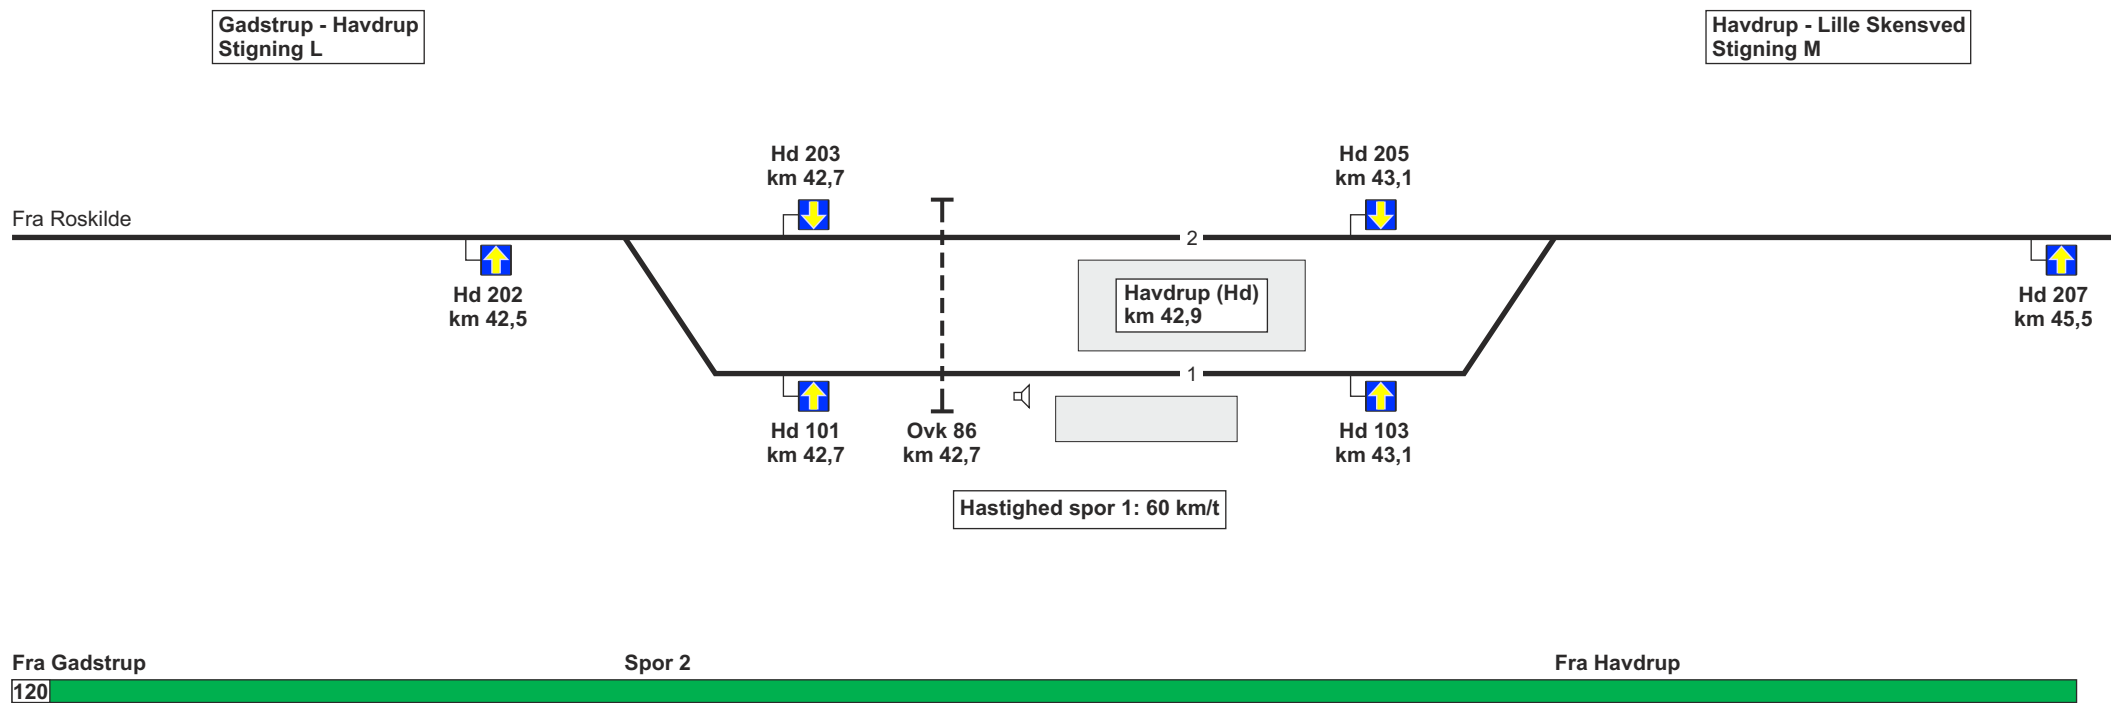 Gadstrup - Havdrup
Stigning L
Havdrup - Lille Skensved
Stigning M
Hd 203
km 42,7
Hd 205
km 43,1
Fra Roskilde
2
Hd 202
km 42,5
Havdrup (Hd)
km 42,9
Hd 207
km 45,5
1
Hd 101
km 42,7
Ovk 86
km 42,7
Hd 103
km 43,1
Hastighed spor 1: 60 km/t
Fra Gadstrup
Spor 2
Fra Havdrup
120